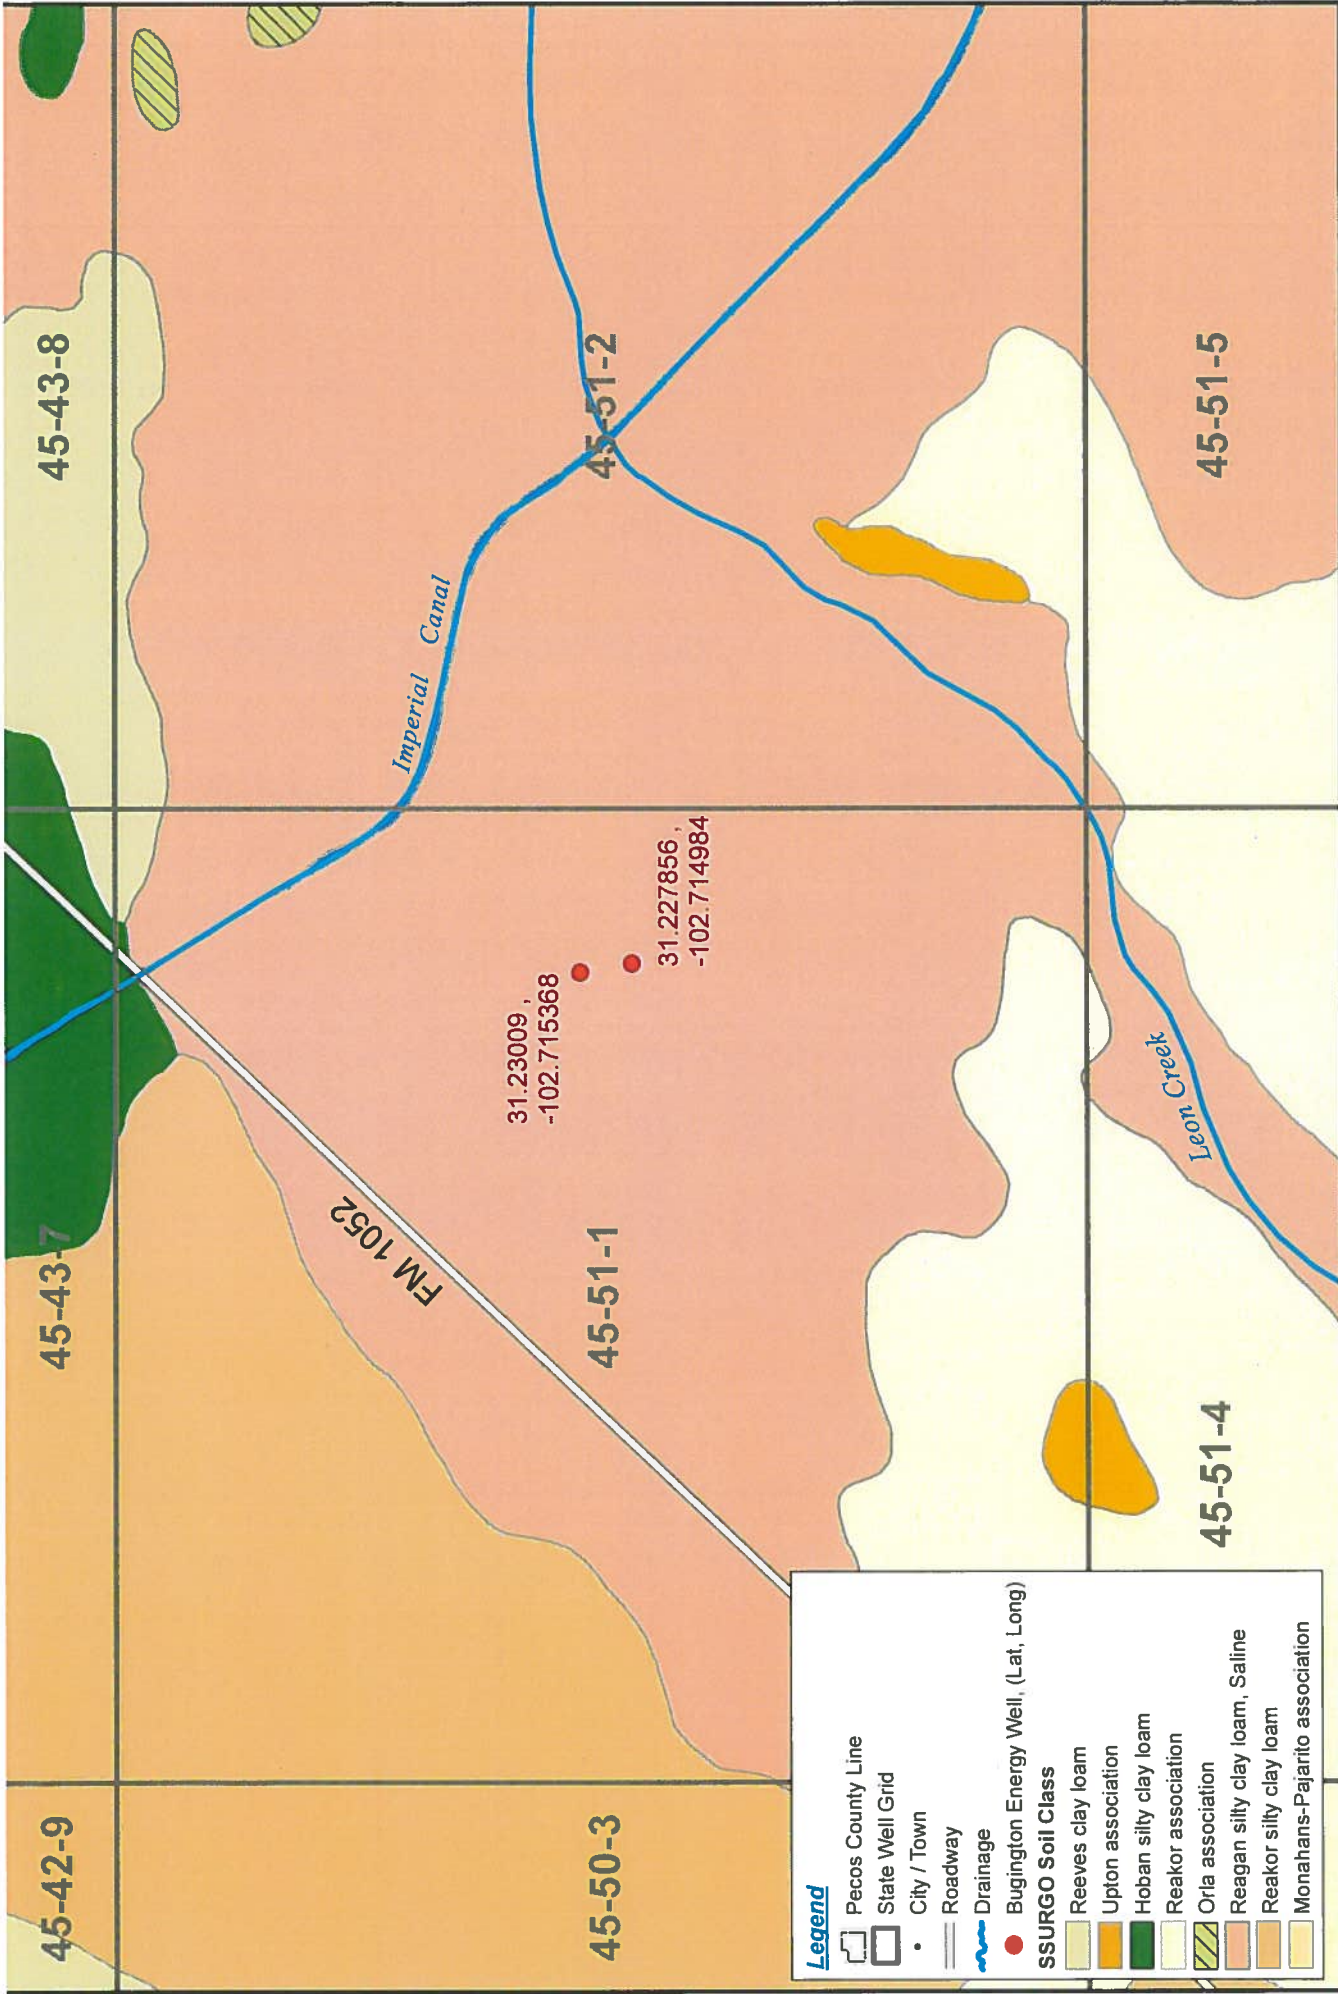 45-42-9
45-43-7
45-43-8
FM 1052
Imperial Canal
31.23009 ,
-102.715368
31.227856 ,
-102.714984
45-50-3
45-51-1
45-51-2
Leon Creek
45-51-4
45-51-5
Legend
Pecos County Line
State Well Grid
City / Town
Roadway
Drainage
Bugington Energy Well, (Lat, Long)
SSURGO Soil Class
Reeves clay loam
Upton association
Hoban silty clay loam
Reakor association
Orla association
Reagan silty clay loam, Saline
Reakor silty clay loam
Monahans-Pajarito association